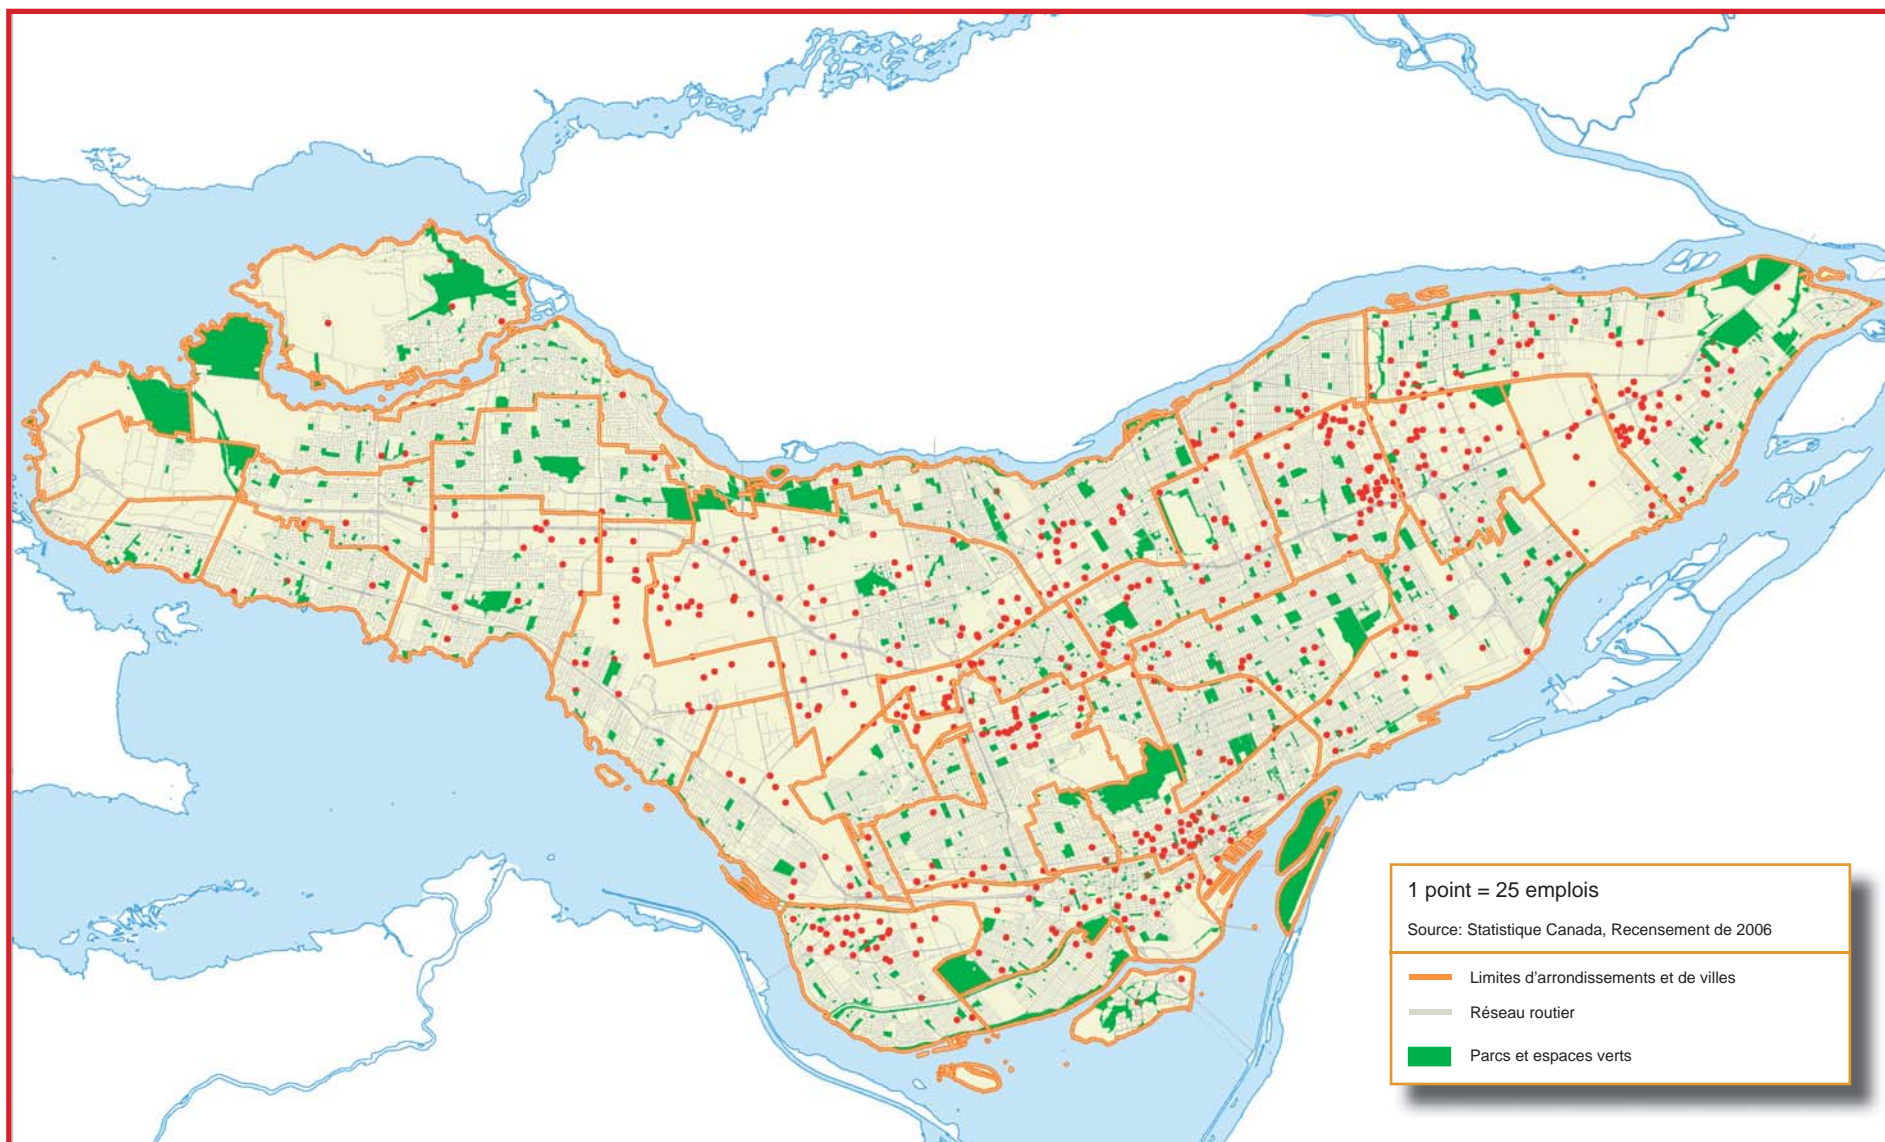 1 point = 25 emplois
Source: Statistique Canada, Recensement de 2006
Limites d'arrondissements et de villes
Réseau routier
Parcs et espaces verts